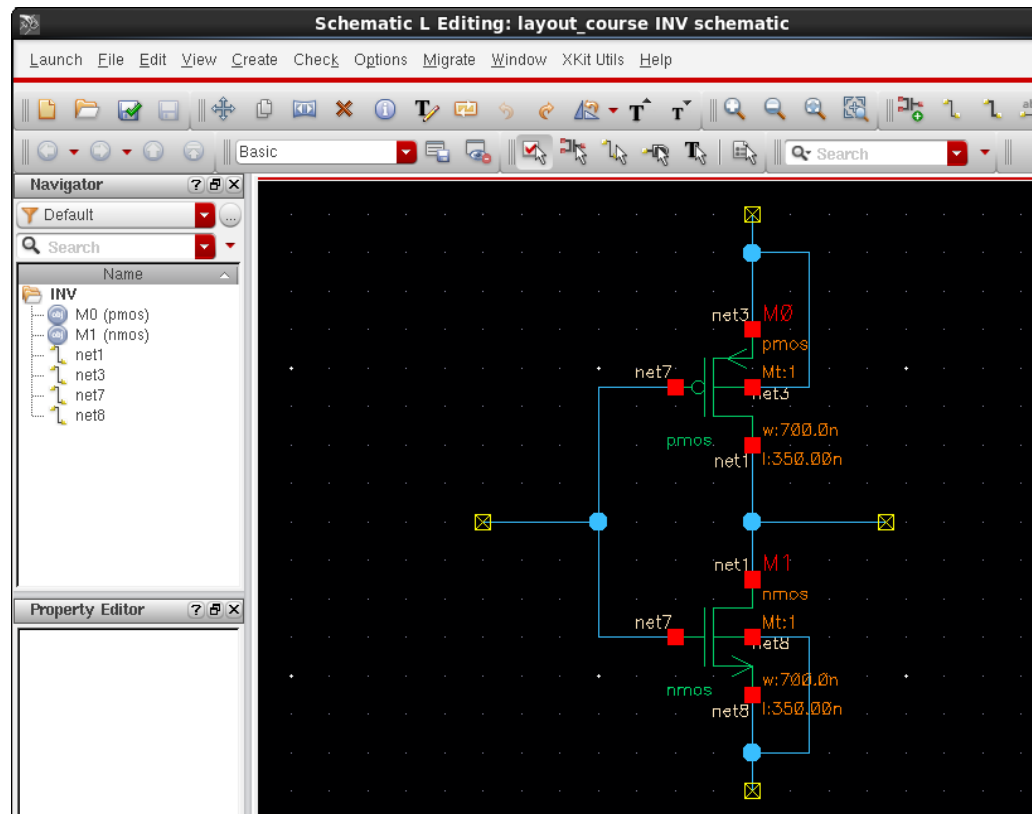 Schematic L Editing: layout_course INV schematic
Launch File Edit View Create Check Options Migrate Window XKit Utils Help
Basic
Search
Navigator
Default
Search
Name
INV
M0 (pmos)
M1 (nmos)
net1
net3
net7
net8
Property Editor
net3 M0
pmos
net7 Mt:1
net3
pmos w:700.0n
net1 l:350.00n
net1 M1
nmos
net7 Mt:1
net8
nmos w:700.0n
net8 l:350.00n